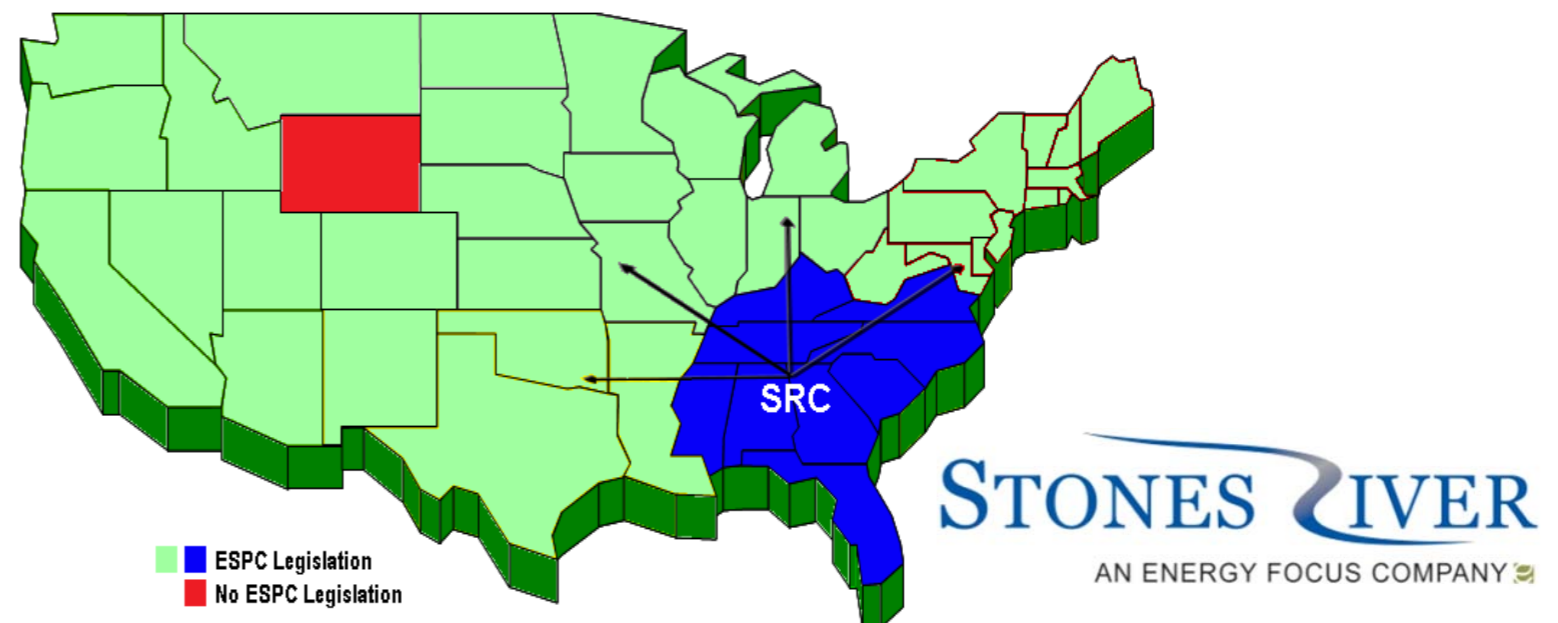 SRC
STONES RIVER
AN ENERGY FOCUS COMPANY
ESPC Legislation
No ESPC Legislation